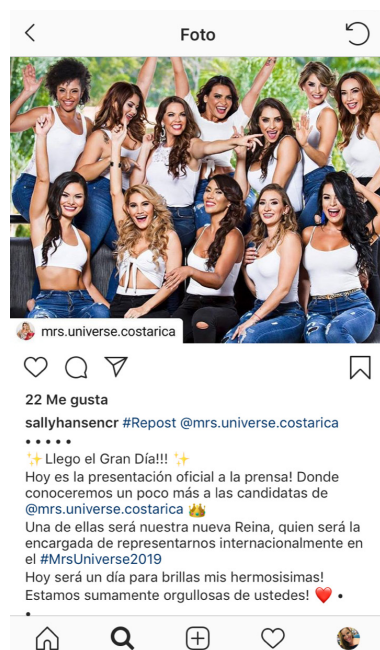 Foto
mrs.universe.costarica
22 Me gusta
sallyhansencr #Repost @mrs.universe.costarica
• • • • •
✨Llego el Gran Día!!! ✨
Hoy es la presentación oficial a la prensa! Donde
conoceremos un poco más a las candidatas de
@mrs.universe.costarica 👑
Una de ellas será nuestra nueva Reina, quien será la
encargada de representarnos internacionalmente en
el #MrsUniverse2019
Hoy será un día para brillas mis hermosisimas!
Estamos sumamente orgullosas de ustedes! ❤️ •
•